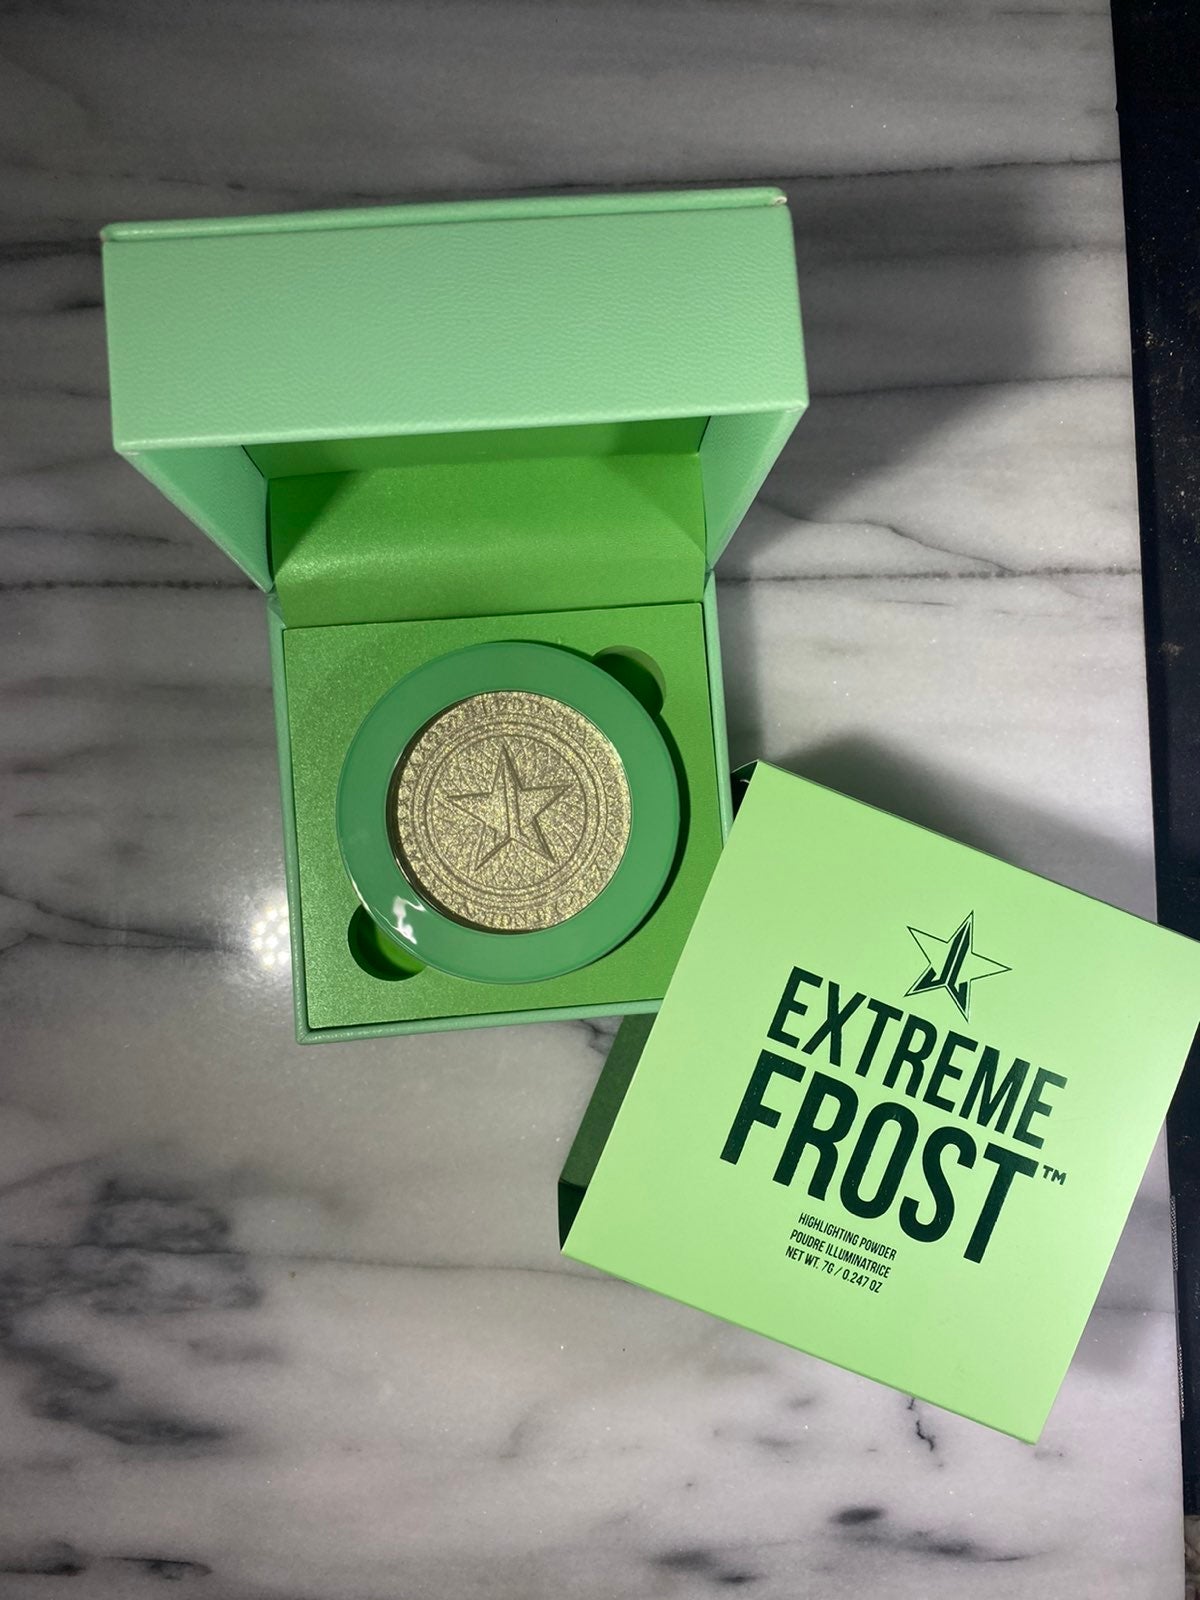 EXTREME
FROST™
HIGHLIGHTING POWDER
POUDRE ILLUMINATRICE
NET WT. 7G / 0.247 OZ